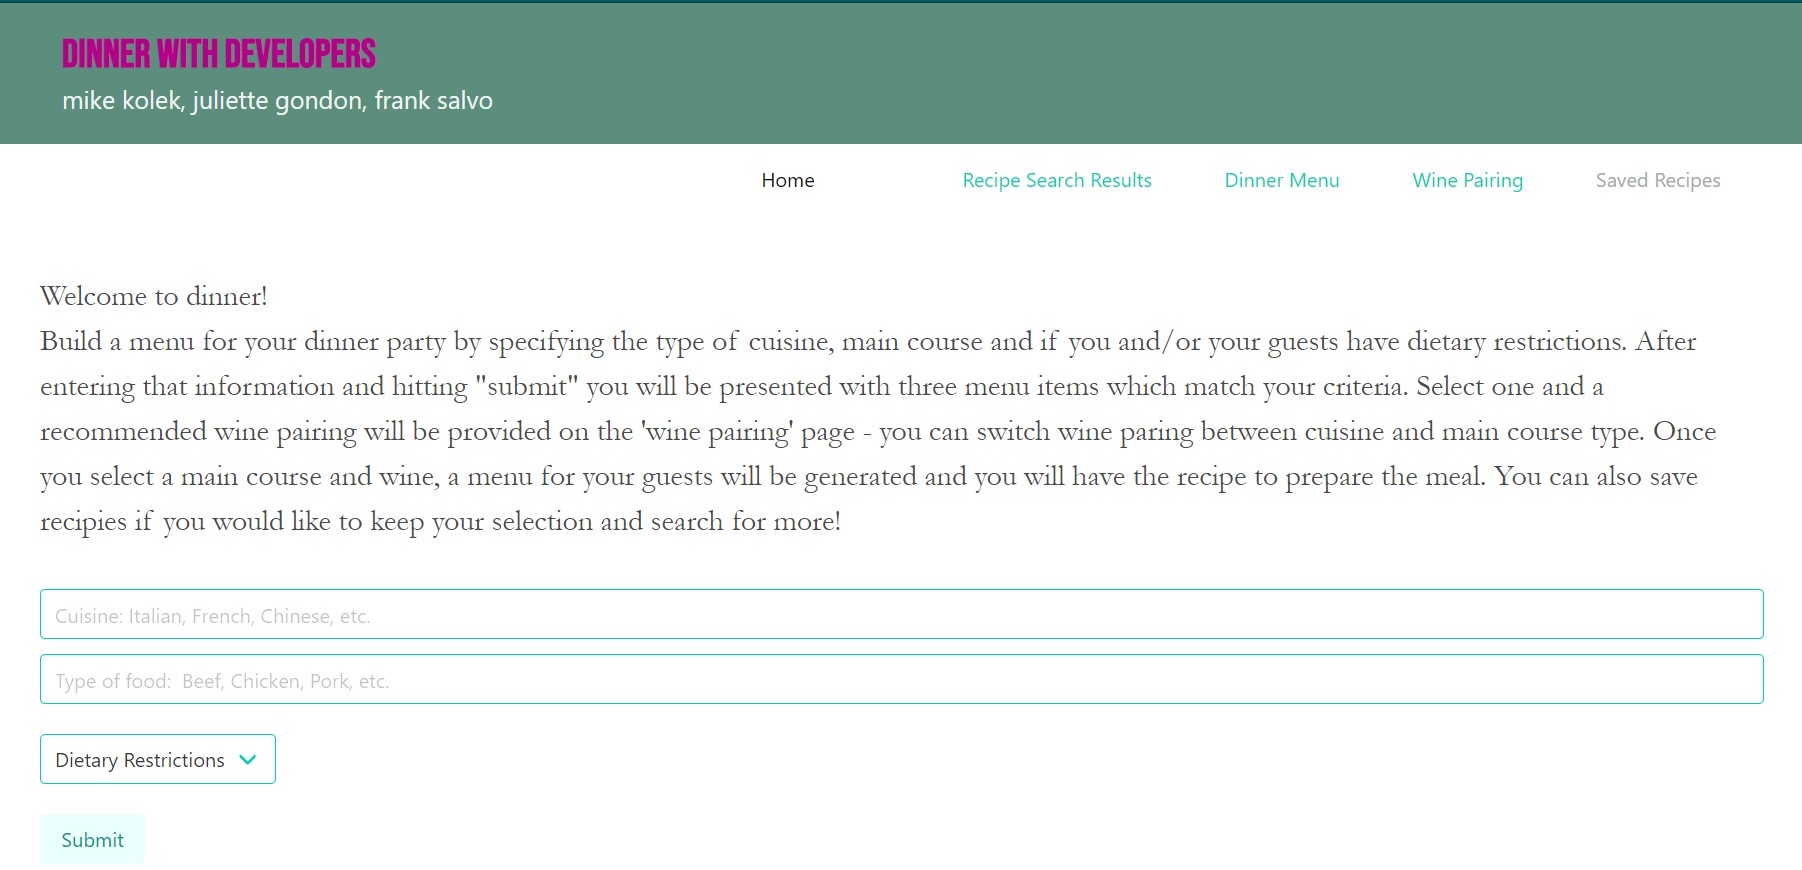 DINNER WITH DEVELOPERS
mike kolek, juliette gondon, frank salvo
Home Recipe Search Results Dinner Menu Wine Pairing Saved Recipes
Welcome to dinner!
Build a menu for your dinner party by specifying the type of cuisine, main course and if you and/or your guests have dietary restrictions. After
entering that information and hitting "submit" you will be presented with three menu items which match your criteria. Select one and a
recommended wine pairing will be provided on the 'wine pairing' page - you can switch wine paring between cuisine and main course type. Once
you select a main course and wine, a menu for your guests will be generated and you will have the recipe to prepare the meal. You can also save
recipies if you would like to keep your selection and search for more!
Cuisine: Italian, French, Chinese, etc.
Type of food:  Beef, Chicken, Pork, etc.
Dietary Restrictions
Submit